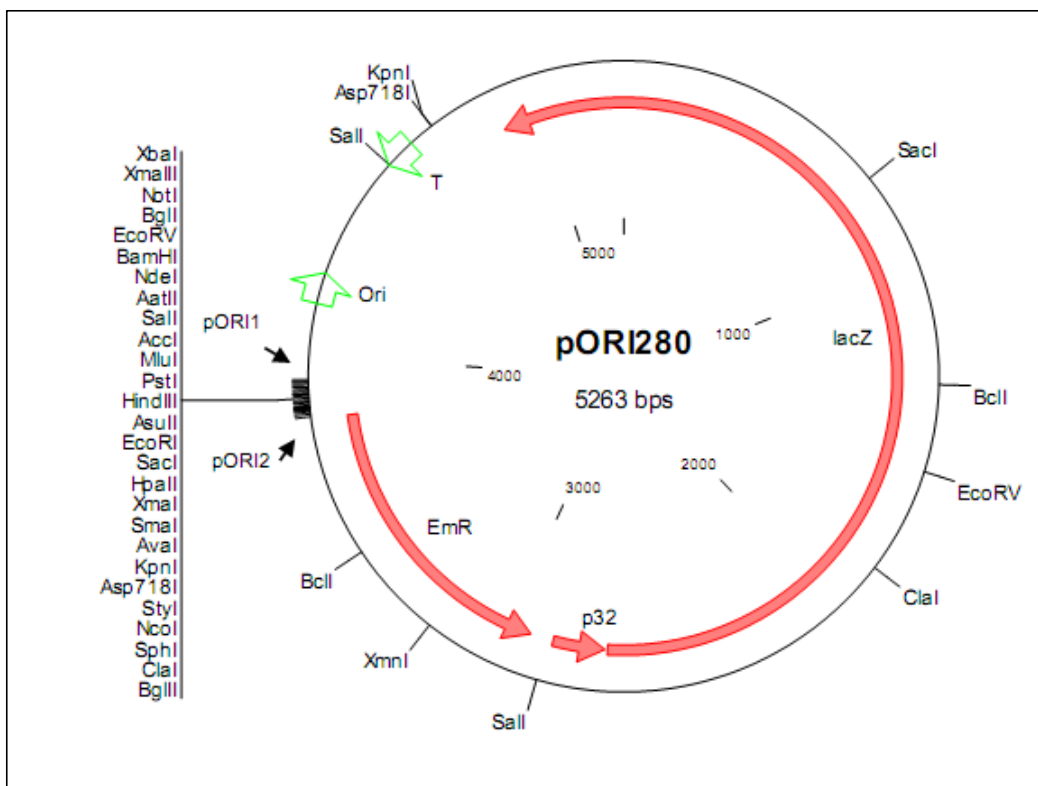 KpnI
Asp718I
SalI
T
SacI
XbaI
XmaIII
NotI
BglI
EcoRV
BamHI
NdeI
AatII
SalI
AccI
MluI
PstI
HindIII
AsuII
EcoRI
SacI
HpaII
XmaI
SmaI
AvaI
KpnI
Asp718I
StyI
NcoI
SphI
ClaI
BglII
pORI1
pORI2
Ori
I
5000
1000
4000
2000
3000
pORI280
5263 bps
lacZ
BclI
EcoRV
ClaI
EmR
p32
BclI
XmnI
SalI